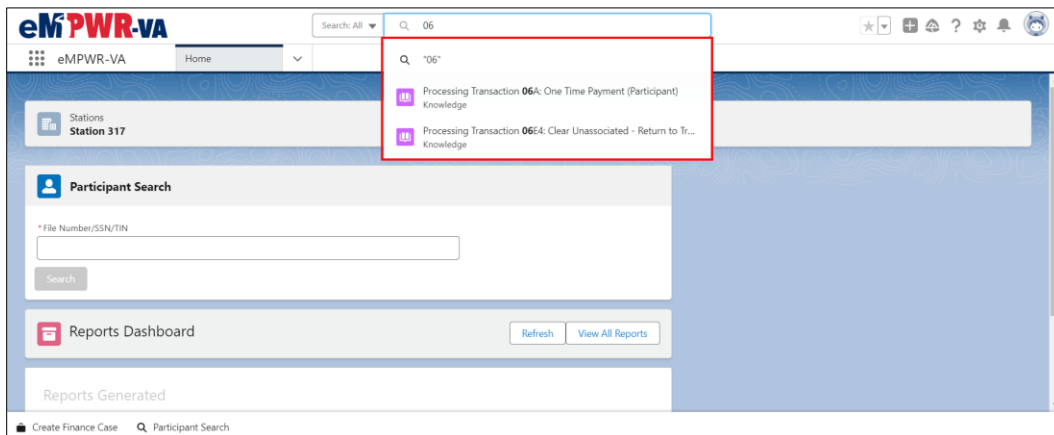 eMPWR-VA
Search: All
06
eMPWR-VA
Home
"06"
Processing Transaction 06A: One Time Payment (Participant)
Knowledge
Processing Transaction 06E4: Clear Unassociated - Return to Tr...
Knowledge
Stations
Station 317
Participant Search
*File Number/SSN/TIN
Search
Reports Dashboard
Refresh
View All Reports
Reports Generated
Create Finance Case
Participant Search